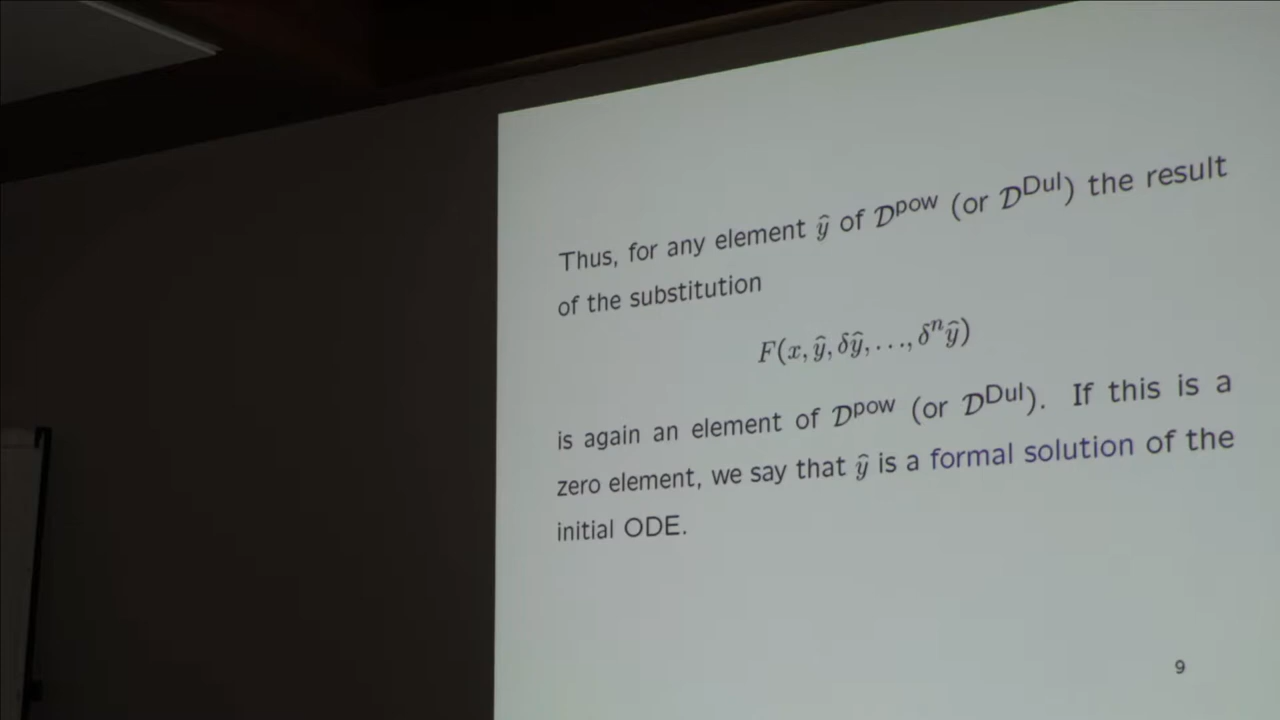 Thus, for any element ŷ of 𝒟^pow (or 𝒟^Dul) the result
of the substitution
F(x, ŷ, δŷ, . . . , δⁿŷ)
is again an element of 𝒟^pow (or 𝒟^Dul). If this is a
zero element, we say that ŷ is a formal solution of the
initial ODE.
9